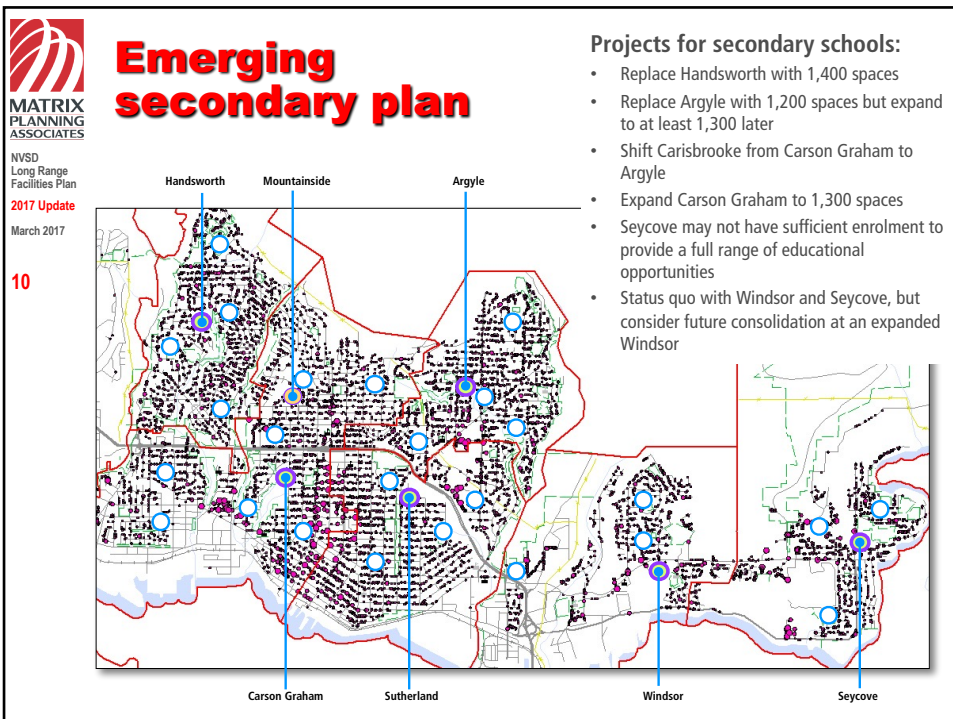 MATRIX
PLANNING
ASSOCIATES
NVSD
Long Range
Facilities Plan
2017 Update
March 2017
10
Emerging
secondary plan
Projects for secondary schools:
• Replace Handsworth with 1,400 spaces
• Replace Argyle with 1,200 spaces but expand
to at least 1,300 later
• Shift Carisbrooke from Carson Graham to
Argyle
• Expand Carson Graham to 1,300 spaces
• Seycove may not have sufficient enrolment to
provide a full range of educational
opportunities
• Status quo with Windsor and Seycove, but
consider future consolidation at an expanded
Windsor
Handsworth
Mountainside
Argyle
Carson Graham
Sutherland
Windsor
Seycove